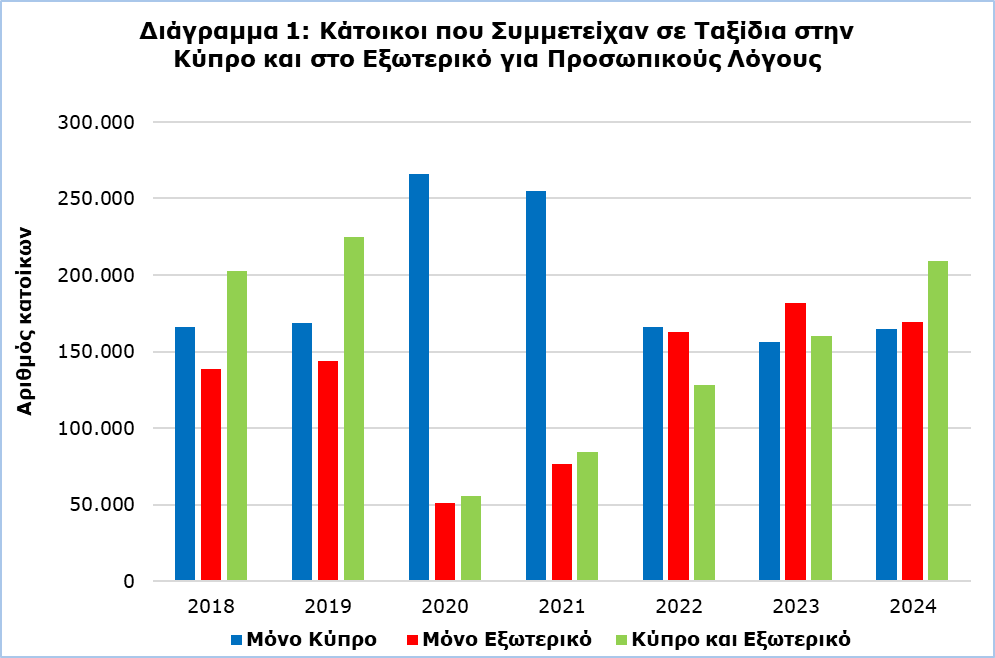 Διάγραμμα 1: Κάτοικοι που Συμμετείχαν σε Ταξίδια στην
Κύπρο και στο Εξωτερικό για Προσωπικούς Λόγους
Αριθμός κατοίκων
300.000
250.000
200.000
150.000
100.000
50.000
0
2018 2019 2020 2021 2022 2023 2024
Μόνο Κύπρο Μόνο Εξωτερικό Κύπρο και Εξωτερικό